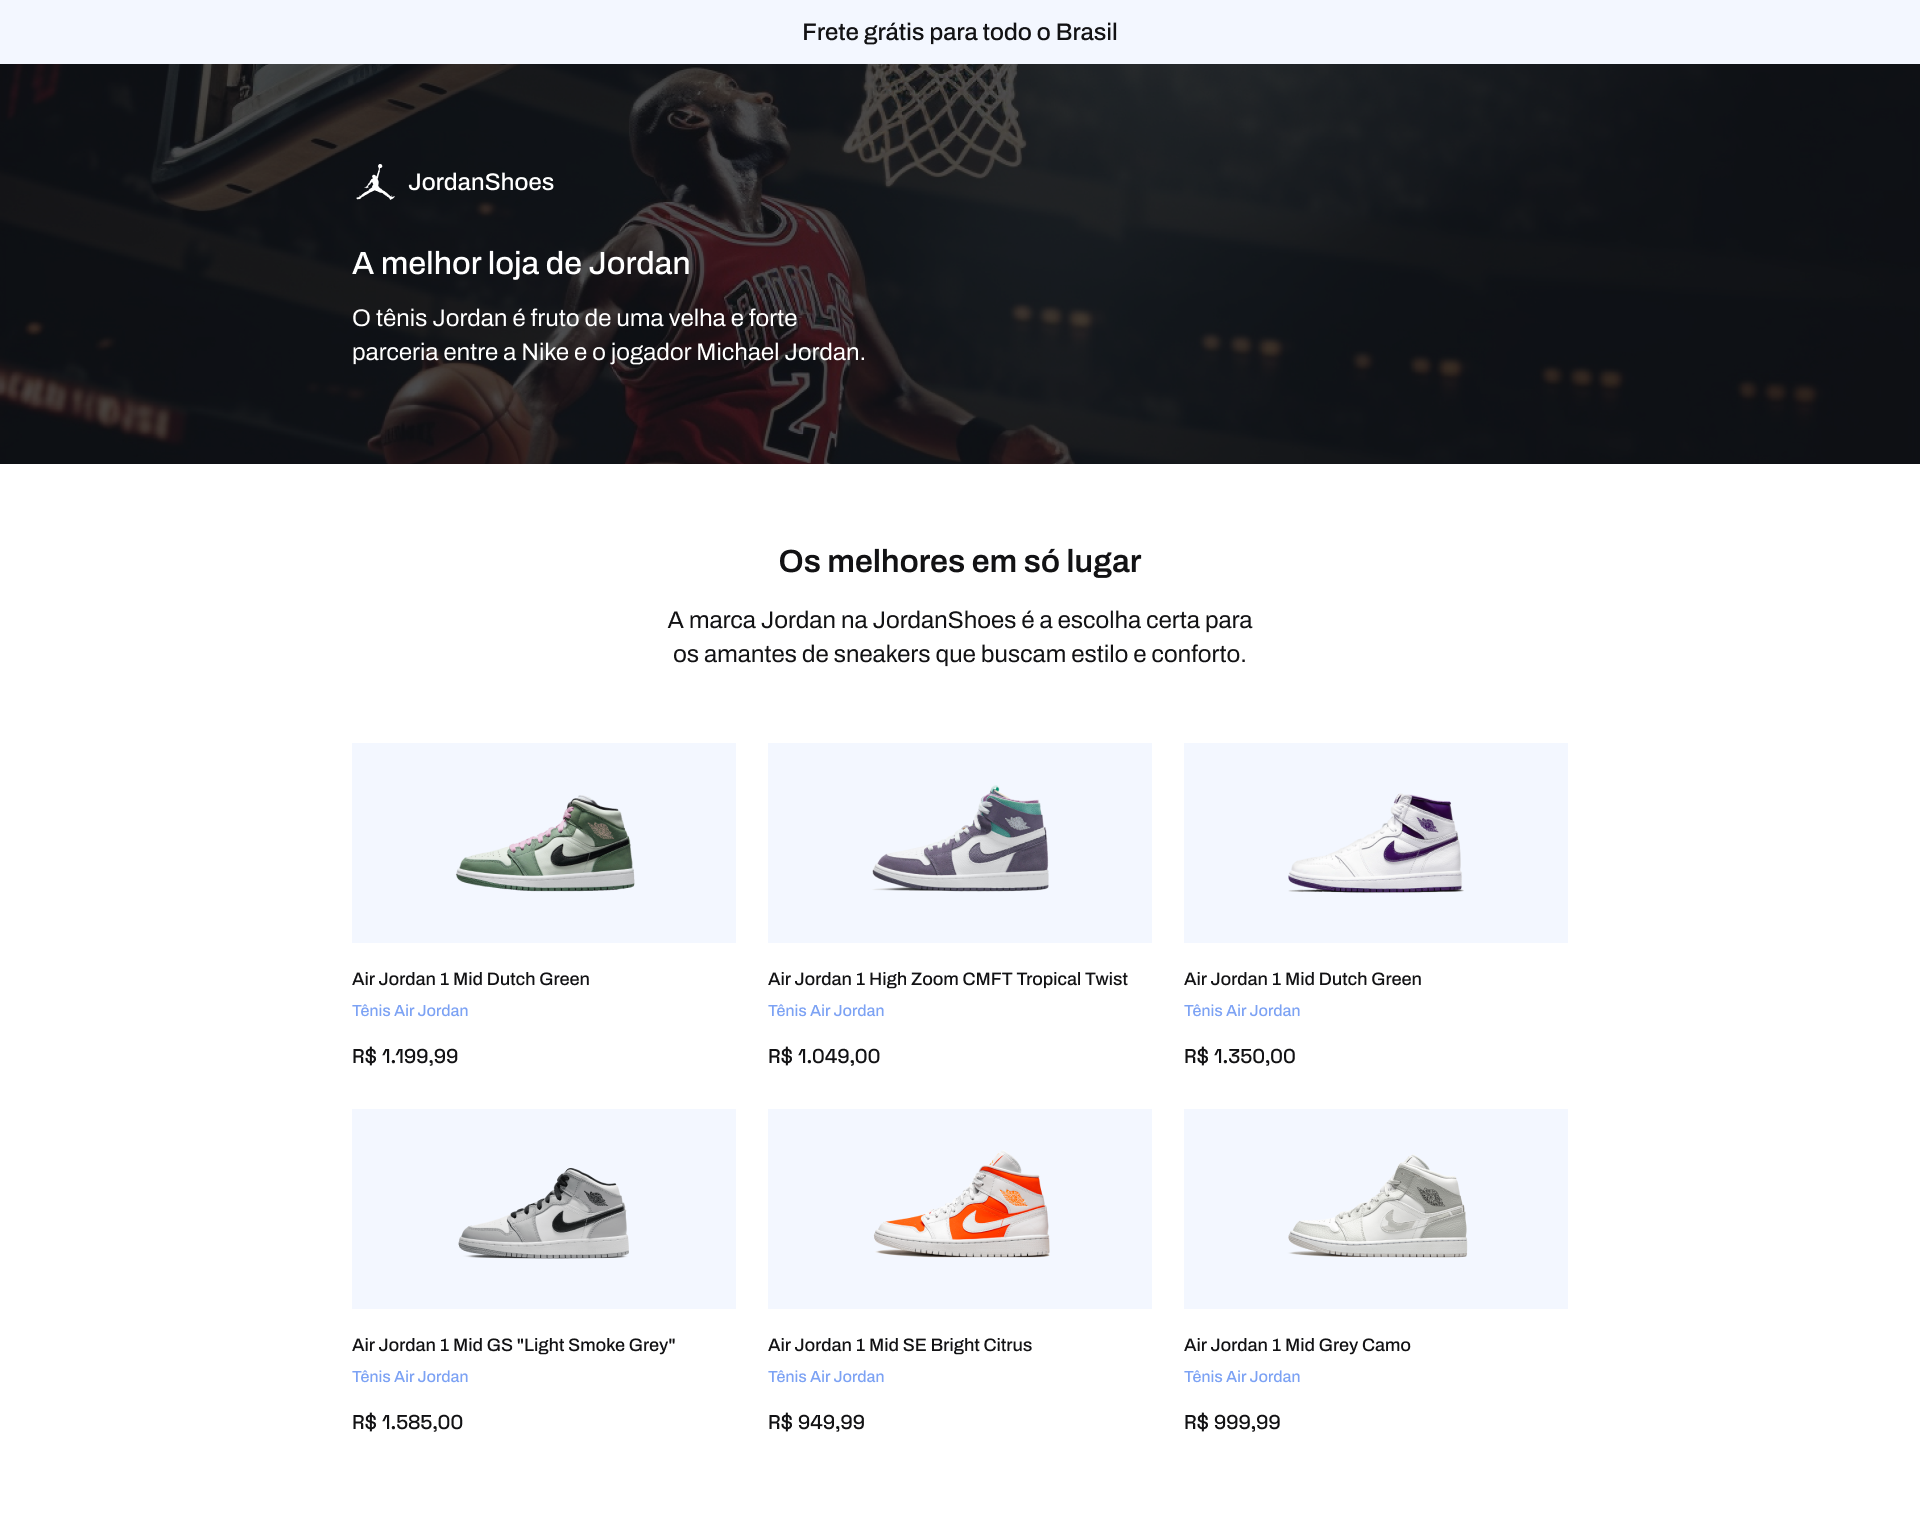 Frete grátis para todo o Brasil
JordanShoes
A melhor loja de Jordan
O tênis Jordan é fruto de uma velha e forte
parceria entre a Nike e o jogador Michael Jordan.
BULLS
2
Os melhores em só lugar
A marca Jordan na JordanShoes é a escolha certa para
os amantes de sneakers que buscam estilo e conforto.
Air Jordan 1 Mid Dutch Green
Tênis Air Jordan
R$ 1.199,99
Air Jordan 1 High Zoom CMFT Tropical Twist
Tênis Air Jordan
R$ 1.049,00
Air Jordan 1 Mid Dutch Green
Tênis Air Jordan
R$ 1.350,00
Air Jordan 1 Mid GS "Light Smoke Grey"
Tênis Air Jordan
R$ 1.585,00
Air Jordan 1 Mid SE Bright Citrus
Tênis Air Jordan
R$ 949,99
Air Jordan 1 Mid Grey Camo
Tênis Air Jordan
R$ 999,99